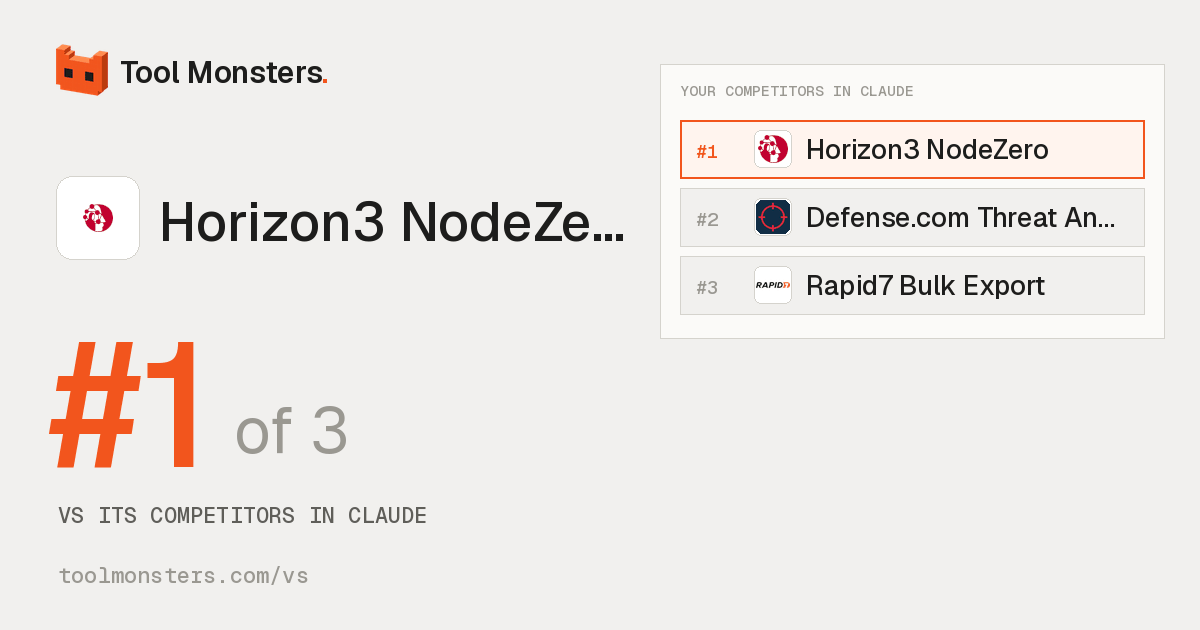 Tool Monsters.
Horizon3 NodeZe...
#1 of 3
VS ITS COMPETITORS IN CLAUDE
toolmonsters.com/vs
YOUR COMPETITORS IN CLAUDE
#1 Horizon3 NodeZero
#2 Defense.com Threat An...
#3 RAPID7 Rapid7 Bulk Export